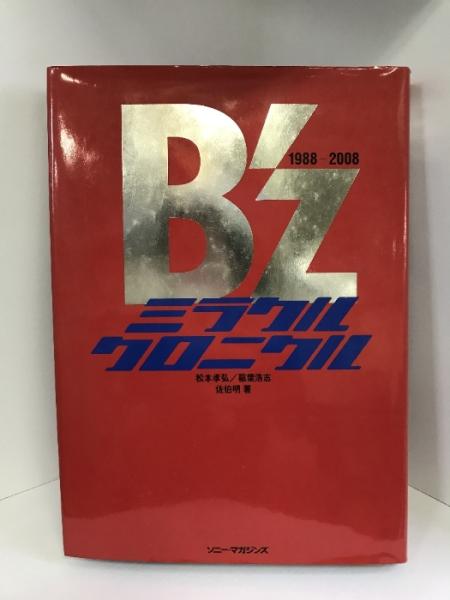 B'z
1988-2008
ミラクル
クロニクル
松本孝弘／稲葉浩志
佐伯明 著
ソニー・マガジンズ